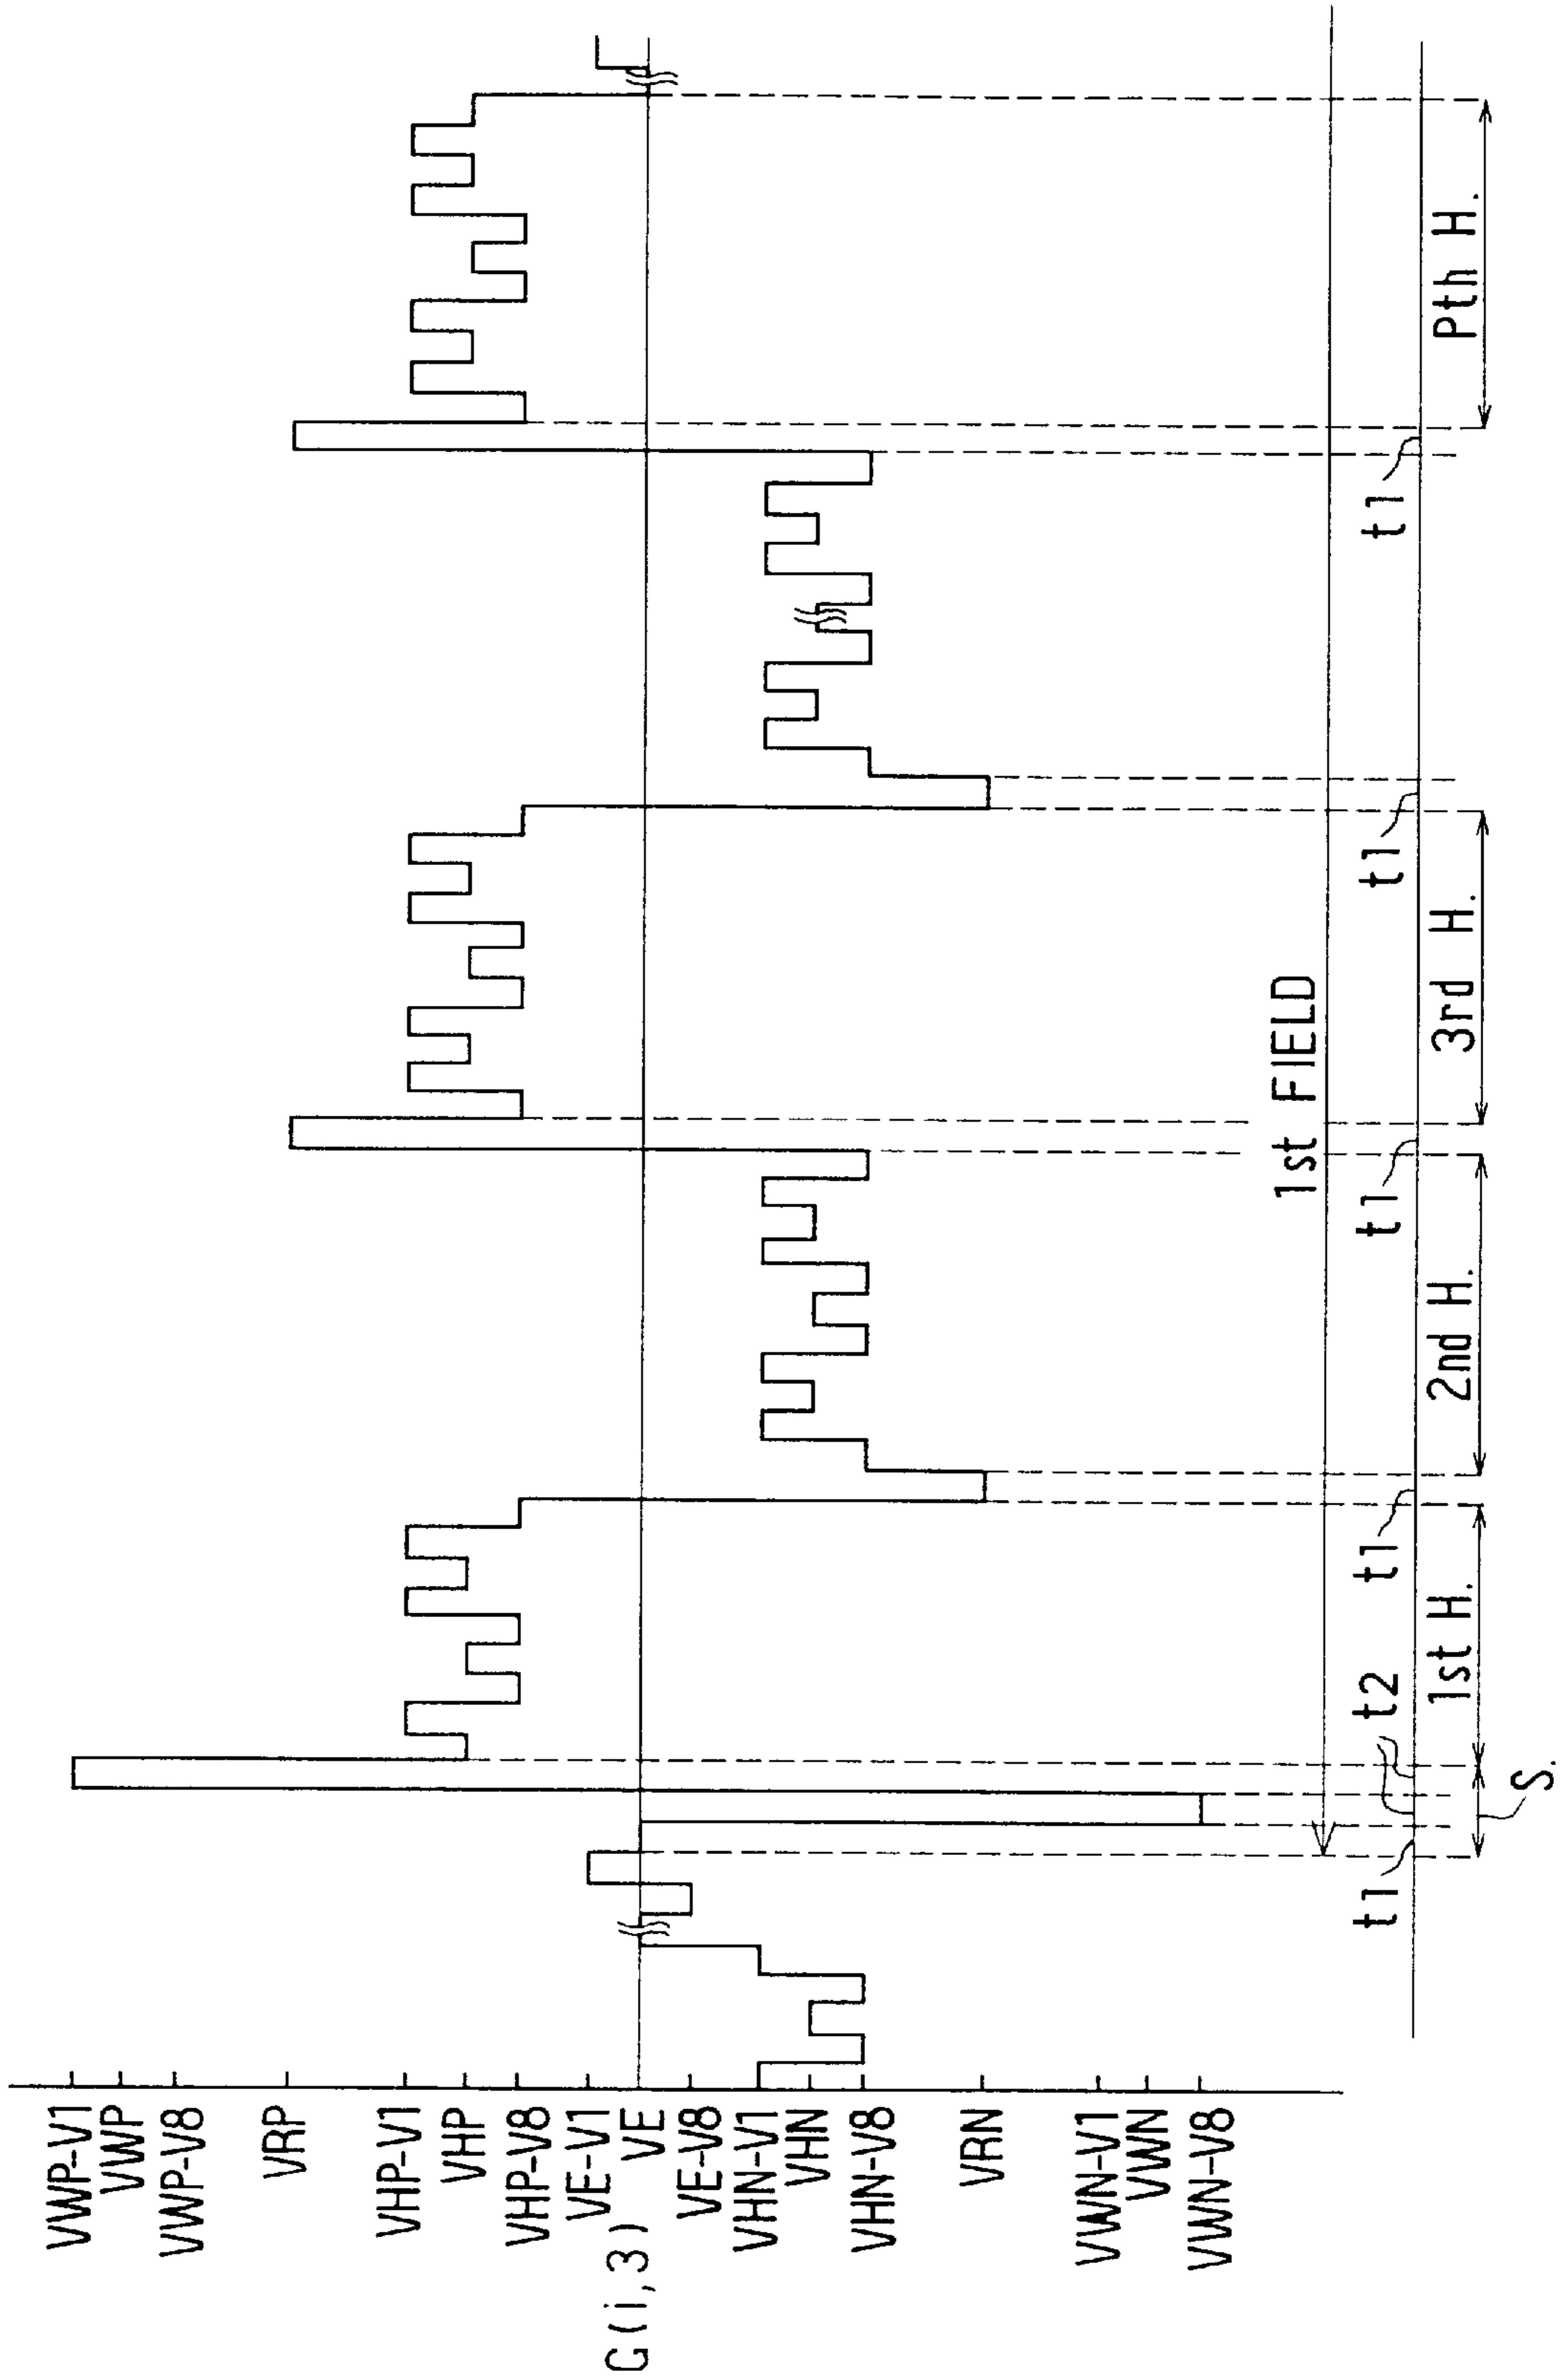 VWP-V1
VWP
VWP-V8
VRP
VHP-V1
VHP
VHP-V8
VE-V1
VE
G(i,3)
VE-V8
VHN-V1
VHN
VHN-V8
VRN
VWN-V1
VWN
VWN-V8
1st FIELD
t1
t2
t1
t1
t1
t1
S.
1st H.
2nd H.
3rd H.
Pth H.